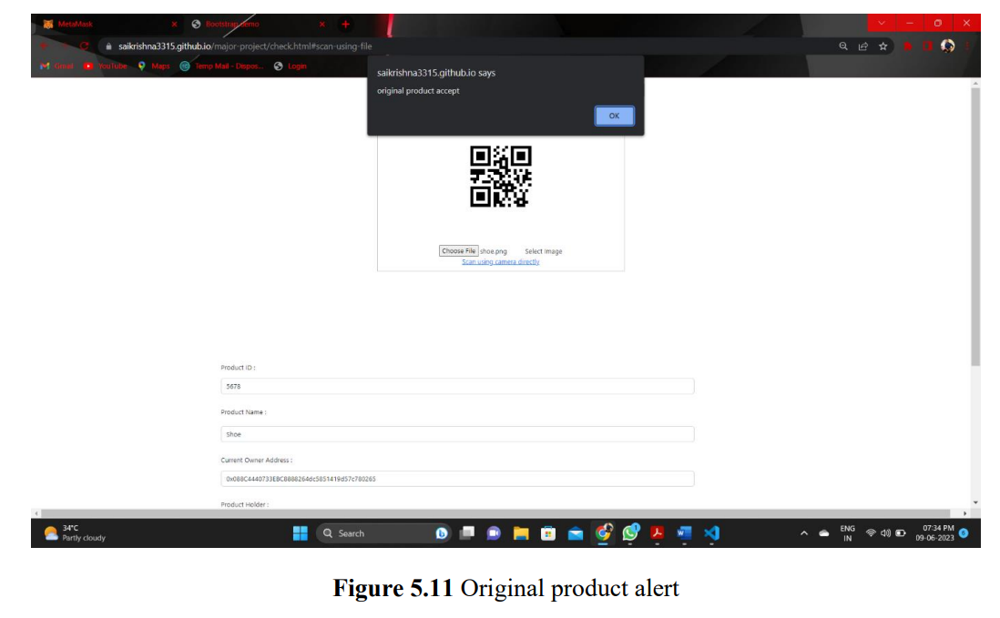 MetaMask
Bootstrap demo
saikrishna3315.github.io/major-project/check.html#scan-using-file
Gmail YouTube Maps Temp Mail - Dispos... Login
saikrishna3315.github.io says
original product accept
OK
Choose File shoe.png Select Image
Scan using camera directly
Product ID :
5678
Product Name :
Shoe
Current Owner Address :
Product Holder :
34°C
Partly cloudy
Search
ENG
IN
07:34 PM
09-06-2023
Figure 5.11 Original product alert